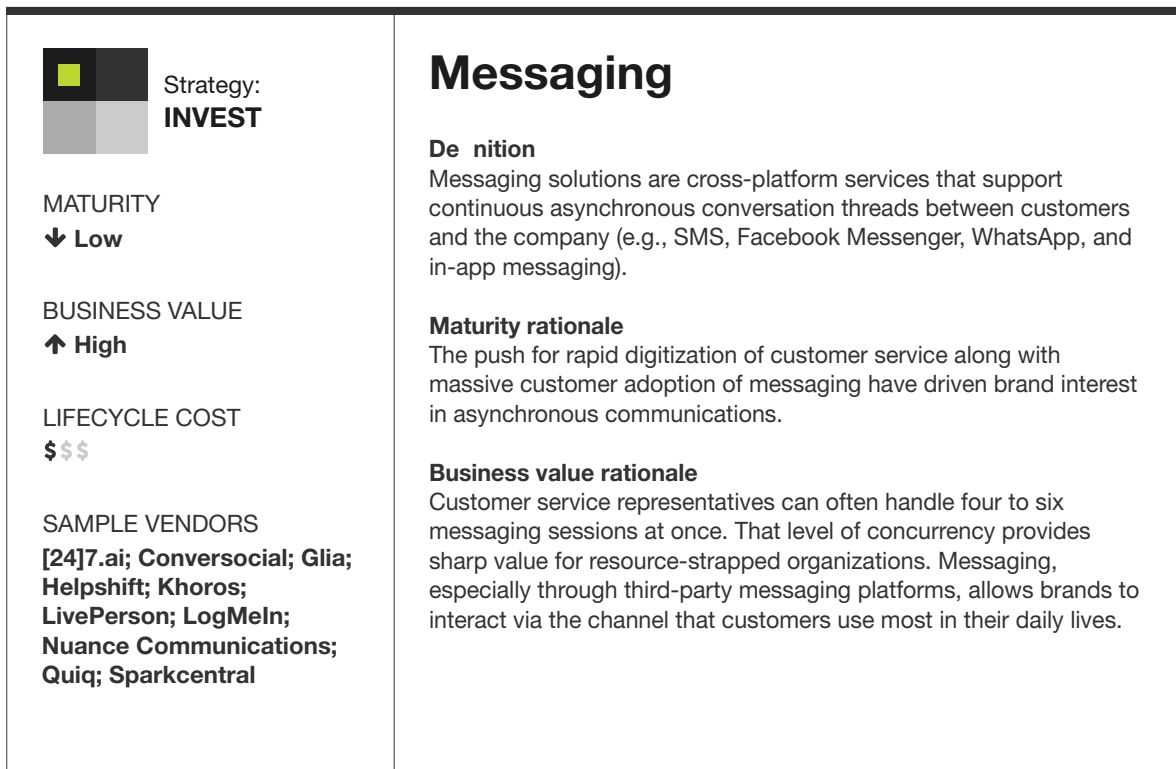 Strategy:
INVEST
MATURITY
↓ Low
BUSINESS VALUE
↑ High
LIFECYCLE COST
$$$
SAMPLE VENDORS
[24]7.ai; Conversocial; Glia;
Helpshift; Khoros;
LivePerson; LogMeIn;
Nuance Communications;
Quiq; Sparkcentral
Messaging
De nition
Messaging solutions are cross-platform services that support
continuous asynchronous conversation threads between customers
and the company (e.g., SMS, Facebook Messenger, WhatsApp, and
in-app messaging).
Maturity rationale
The push for rapid digitization of customer service along with
massive customer adoption of messaging have driven brand interest
in asynchronous communications.
Business value rationale
Customer service representatives can often handle four to six
messaging sessions at once. That level of concurrency provides
sharp value for resource-strapped organizations. Messaging,
especially through third-party messaging platforms, allows brands to
interact via the channel that customers use most in their daily lives.